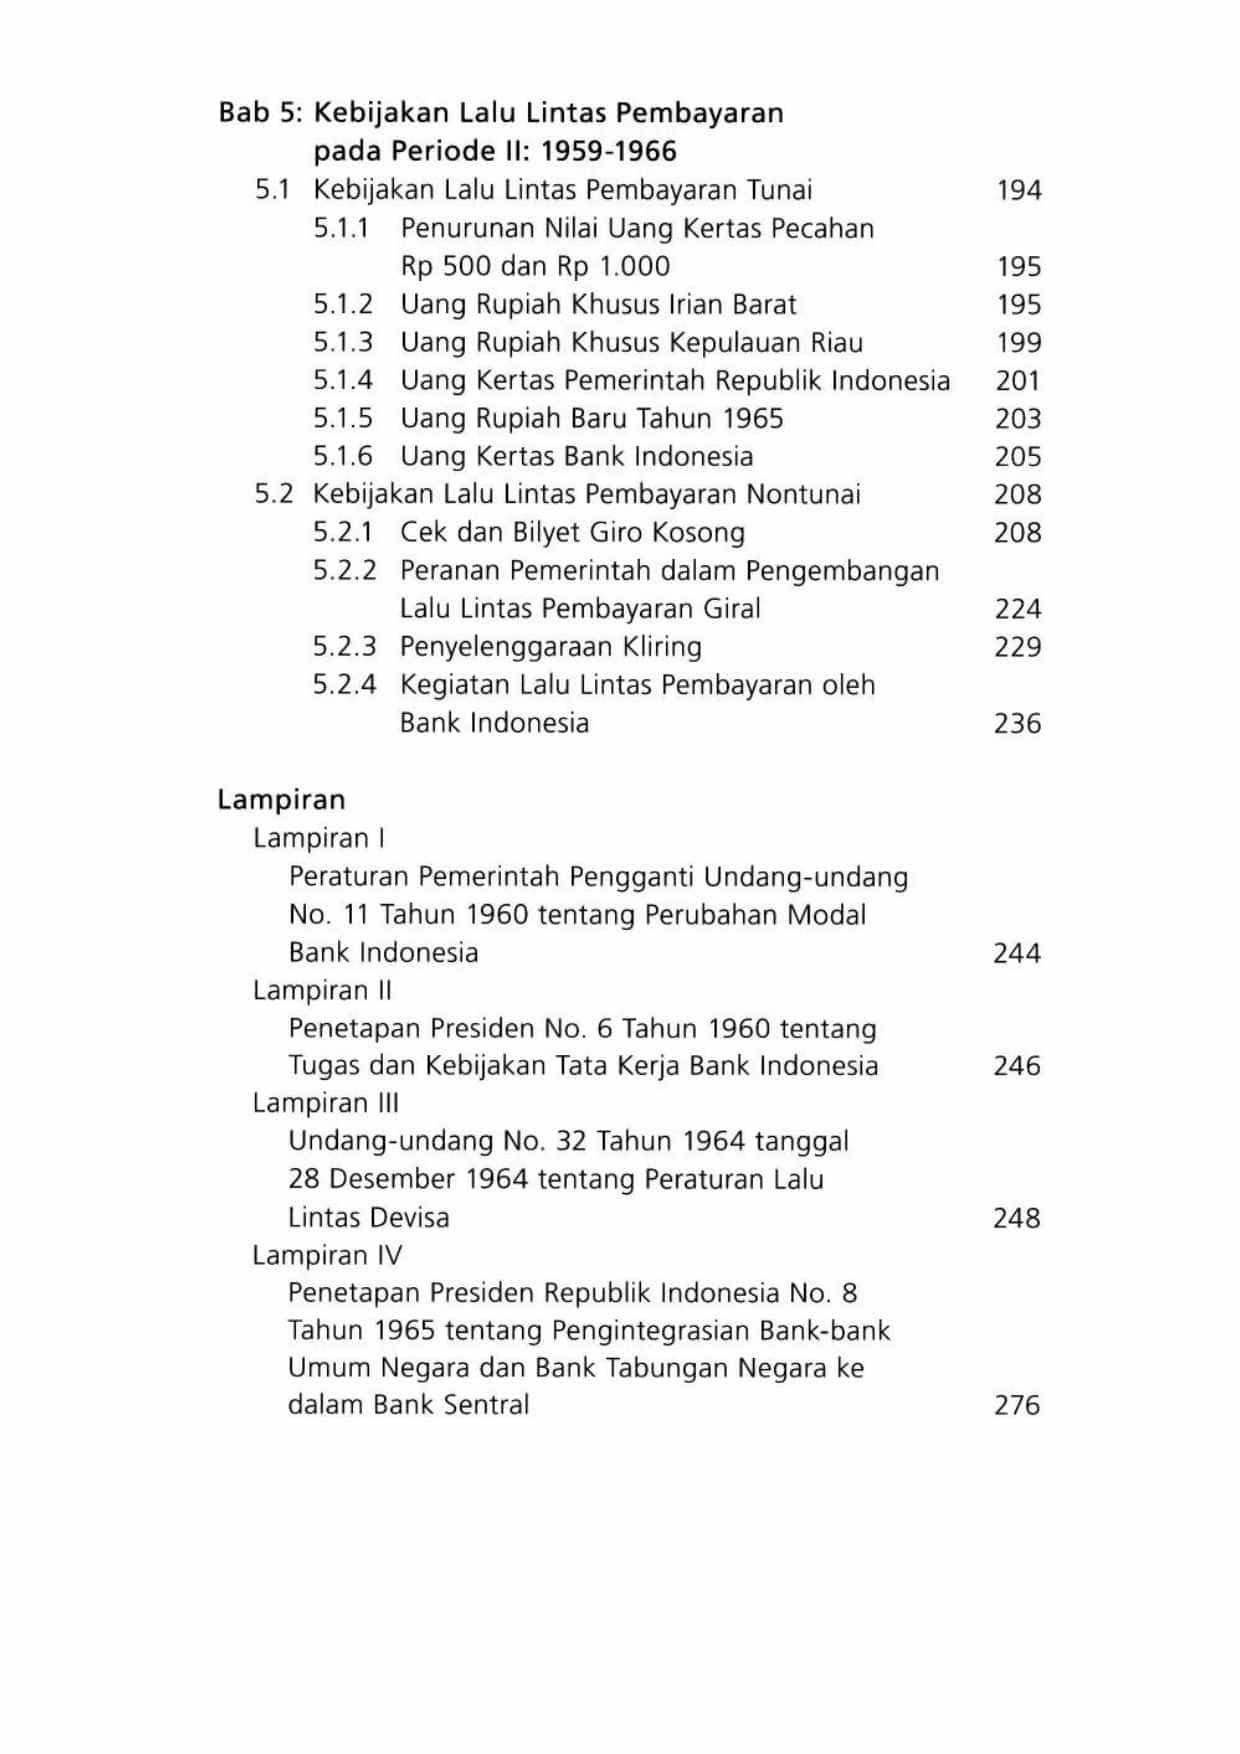 Bab 5: Kebijakan Lalu Lintas Pembayaran
pada Periode II: 1959-1966
5.1 Kebijakan Lalu Lintas Pembayaran Tunai 194
5.1.1 Penurunan Nilai Uang Kertas Pecahan
Rp 500 dan Rp 1.000 195
5.1.2 Uang Rupiah Khusus Irian Barat 195
5.1.3 Uang Rupiah Khusus Kepulauan Riau 199
5.1.4 Uang Kertas Pemerintah Republik Indonesia 201
5.1.5 Uang Rupiah Baru Tahun 1965 203
5.1.6 Uang Kertas Bank Indonesia 205
5.2 Kebijakan Lalu Lintas Pembayaran Nontunai 208
5.2.1 Cek dan Bilyet Giro Kosong 208
5.2.2 Peranan Pemerintah dalam Pengembangan
Lalu Lintas Pembayaran Giral 224
5.2.3 Penyelenggaraan Kliring 229
5.2.4 Kegiatan Lalu Lintas Pembayaran oleh
Bank Indonesia 236
Lampiran
Lampiran I
Peraturan Pemerintah Pengganti Undang-undang
No. 11 Tahun 1960 tentang Perubahan Modal
Bank Indonesia 244
Lampiran II
Penetapan Presiden No. 6 Tahun 1960 tentang
Tugas dan Kebijakan Tata Kerja Bank Indonesia 246
Lampiran III
Undang-undang No. 32 Tahun 1964 tanggal
28 Desember 1964 tentang Peraturan Lalu
Lintas Devisa 248
Lampiran IV
Penetapan Presiden Republik Indonesia No. 8
Tahun 1965 tentang Pengintegrasian Bank-bank
Umum Negara dan Bank Tabungan Negara ke
dalam Bank Sentral 276